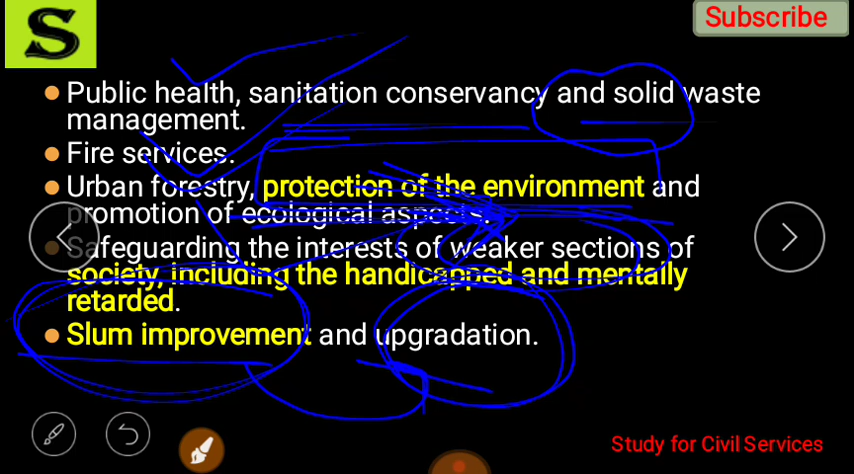 S
Subscribe
Public health, sanitation conservancy and solid waste
management.
Fire services.
Urban forestry, protection of the environment and
promotion of ecological aspects.
Safeguarding the interests of weaker sections of
society, including the handicapped and mentally
retarded.
Slum improvement and upgradation.
Study for Civil Services